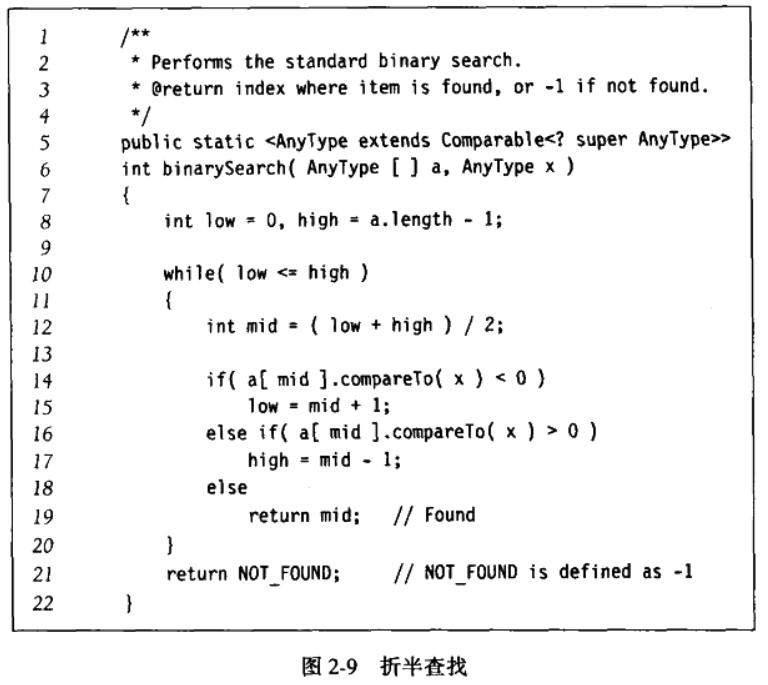 1 /**
2 * Performs the standard binary search.
3 * @return index where item is found, or -1 if not found.
4 */
5 public static <AnyType extends Comparable<? super AnyType>>
6 int binarySearch( AnyType [ ] a, AnyType x )
7 {
8 int low = 0, high = a.length - 1;
9
10 while( low <= high )
11 {
12 int mid = ( low + high ) / 2;
13
14 if( a[ mid ].compareTo( x ) < 0 )
15 low = mid + 1;
16 else if( a[ mid ].compareTo( x ) > 0 )
17 high = mid - 1;
18 else
19 return mid; // Found
20 }
21 return NOT_FOUND; // NOT_FOUND is defined as -1
22 }
图 2-9 折半查找